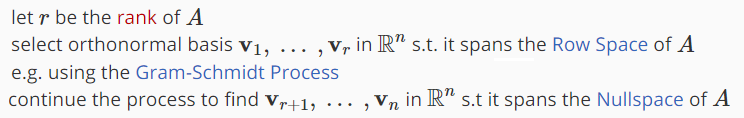 let r be the rank of A
select orthonormal basis v₁, … , vᵣ in ℝⁿ s.t. it spans the Row Space of A
e.g. using the Gram-Schmidt Process
continue the process to find vᵣ₊₁, … , vₙ in ℝⁿ s.t it spans the Nullspace of A